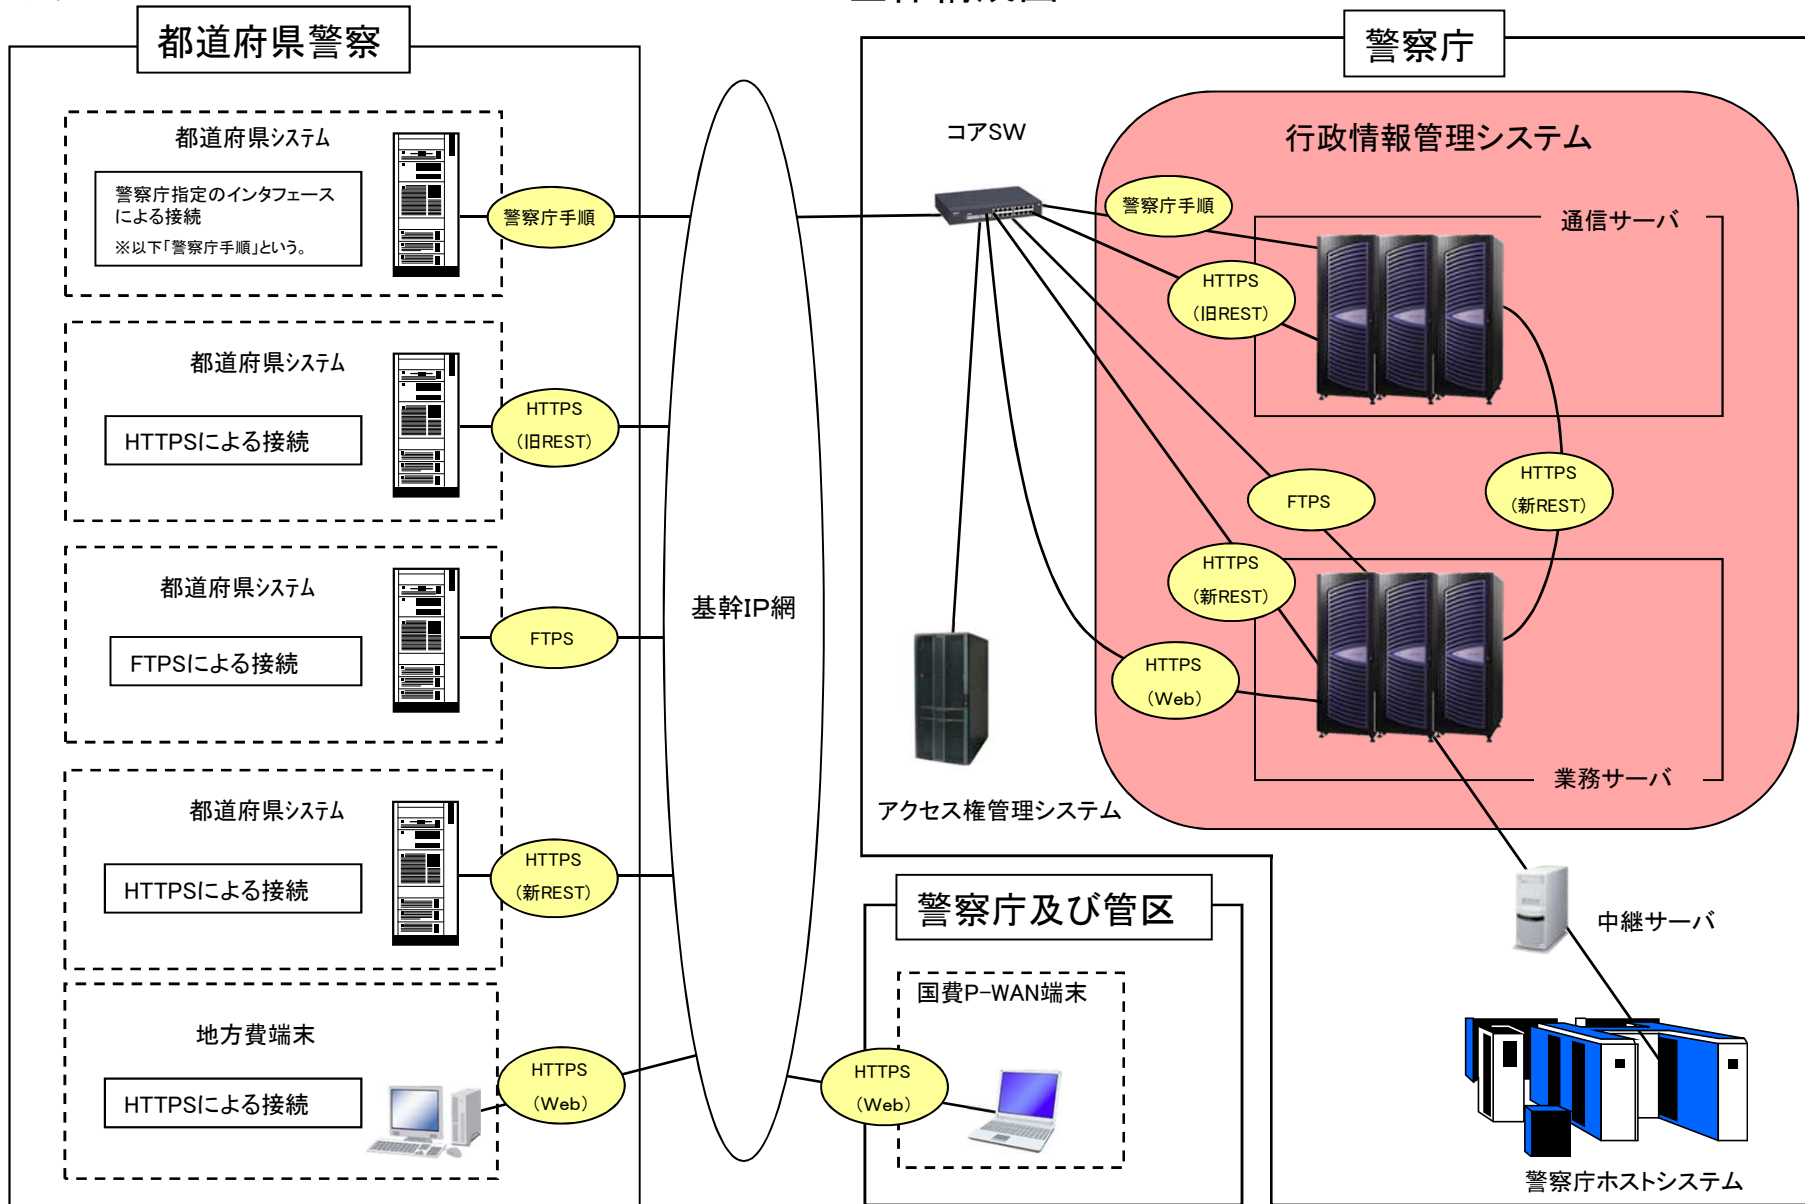 都道府県警察
都道府県システム
警察庁指定のインタフェース
による接続
※以下「警察庁手順」という。
警察庁手順
都道府県システム
HTTPSによる接続
HTTPS
(旧REST)
都道府県システム
FTPSによる接続
FTPS
都道府県システム
HTTPSによる接続
HTTPS
(新REST)
地方費端末
HTTPSによる接続
HTTPS
(Web)
基幹IP網
警察庁
コアSW
行政情報管理システム
警察庁手順
通信サーバ
HTTPS
(旧REST)
HTTPS
(新REST)
FTPS
HTTPS
(新REST)
HTTPS
(Web)
業務サーバ
アクセス権管理システム
警察庁及び管区
国費P-WAN端末
HTTPS
(Web)
中継サーバ
警察庁ホストシステム